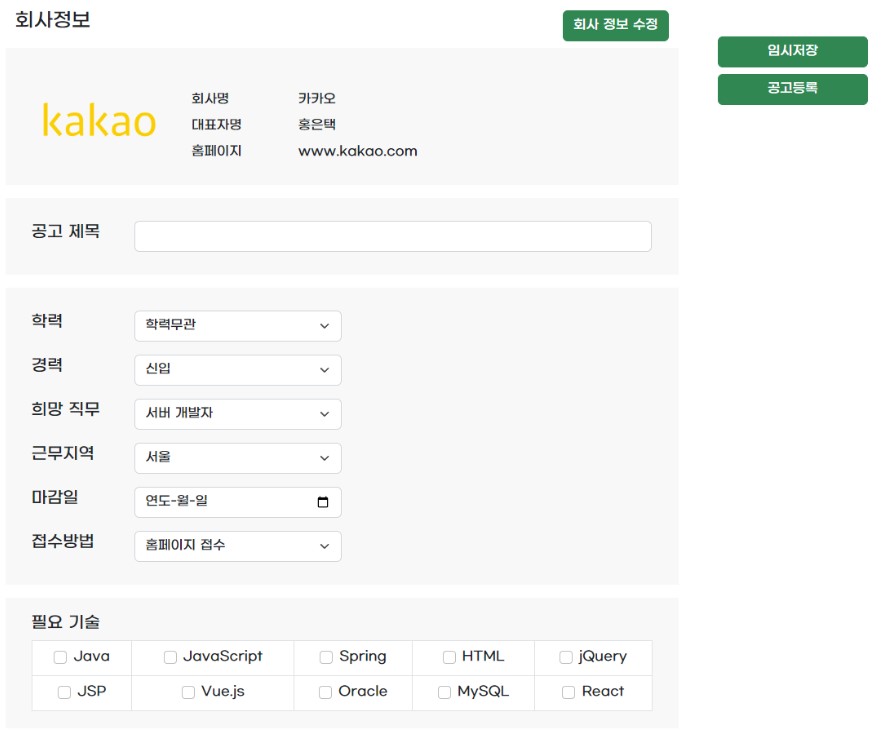 회사정보
회사 정보 수정
임시저장
공고등록
kakao
회사명 카카오
대표자명 홍은택
홈페이지 www.kakao.com
공고 제목
학력 학력무관
경력 신입
희망 직무 서버 개발자
근무지역 서울
마감일 연도-월-일
접수방법 홈페이지 접수
필요 기술
Java JavaScript Spring HTML jQuery
JSP Vue.js Oracle MySQL React